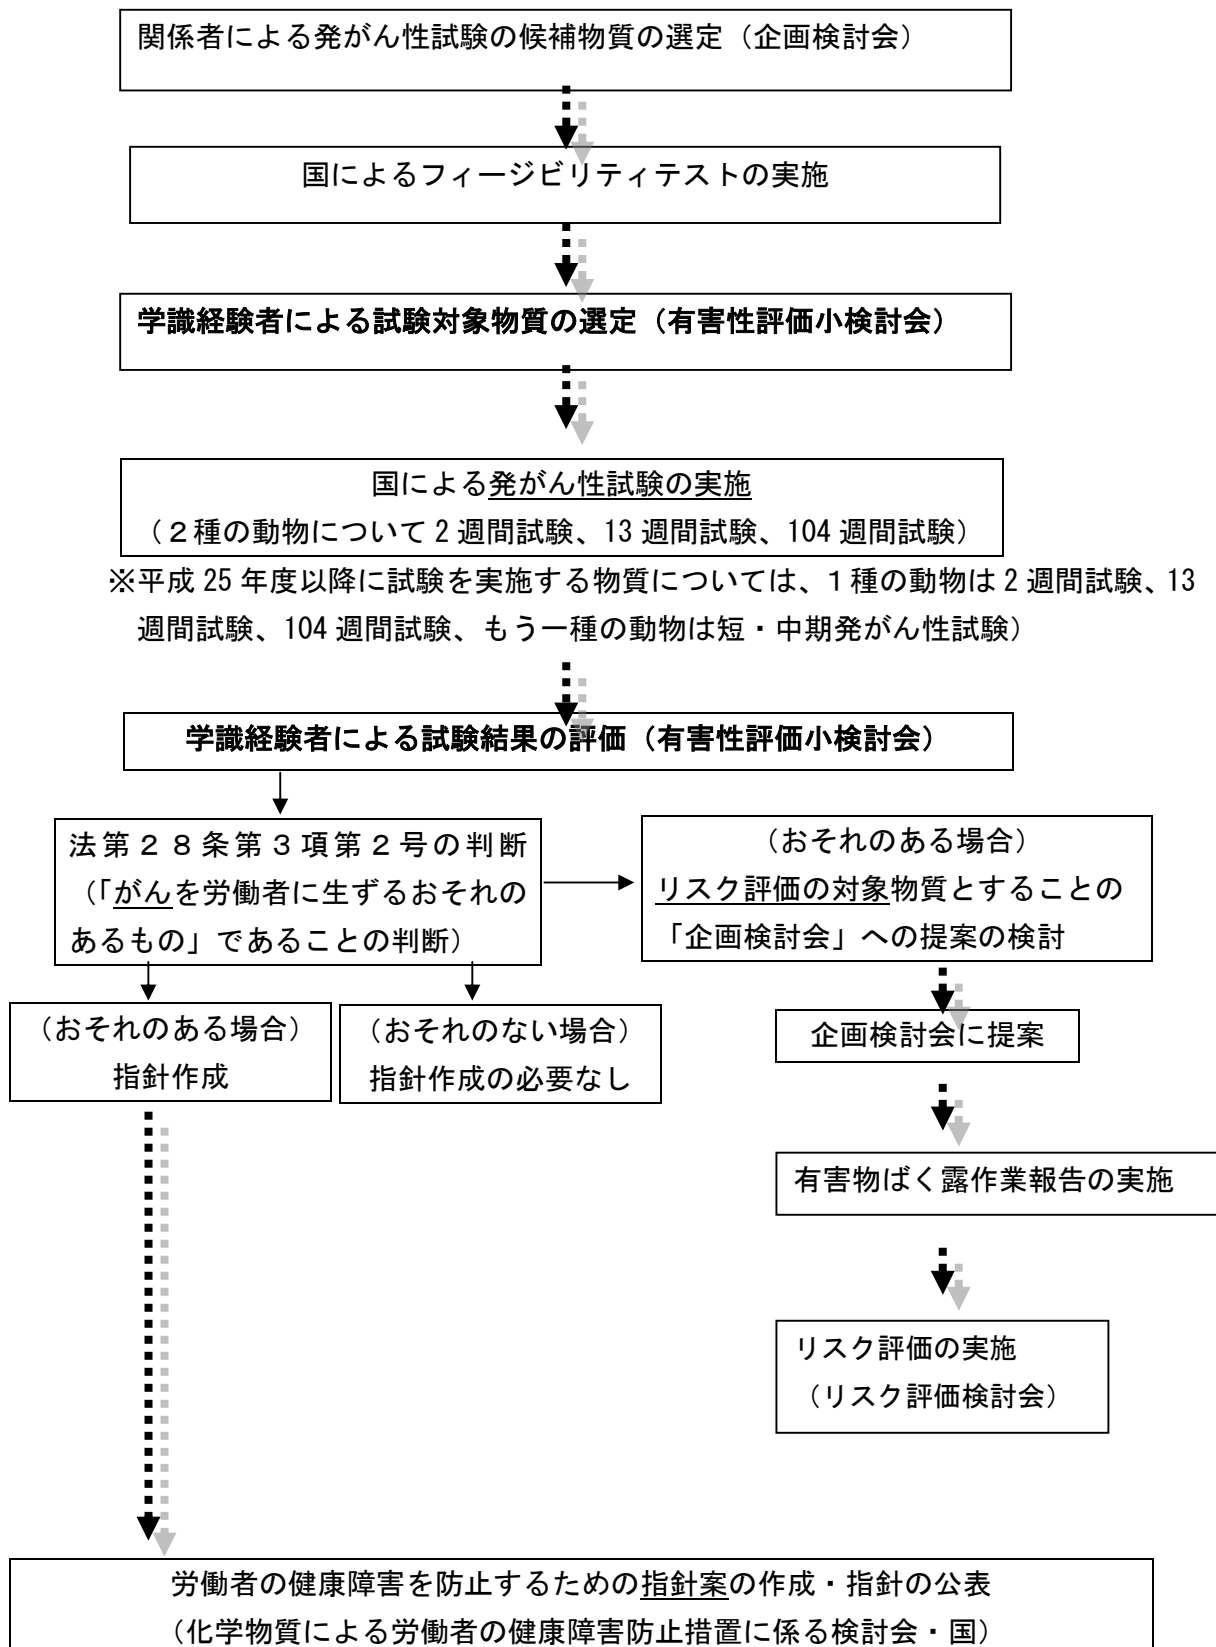 関係者による発がん性試験の候補物質の選定（企画検討会）
国によるフィージビリティテストの実施
学識経験者による試験対象物質の選定（有害性評価小検討会）
国による発がん性試験の実施
（２種の動物について 2 週間試験、13 週間試験、104 週間試験）
※平成 25 年度以降に試験を実施する物質については、１種の動物は 2 週間試験、13
週間試験、104 週間試験、もう一種の動物は短・中期発がん性試験）
学識経験者による試験結果の評価（有害性評価小検討会）
法第２８条第３項第２号の判断
（「がんを労働者に生ずるおそれの
あるもの」であることの判断）
（おそれのある場合）
リスク評価の対象物質とすることの
「企画検討会」への提案の検討
（おそれのある場合）
指針作成
（おそれのない場合）
指針作成の必要なし
企画検討会に提案
有害物ばく露作業報告の実施
リスク評価の実施
（リスク評価検討会）
労働者の健康障害を防止するための指針案の作成・指針の公表
（化学物質による労働者の健康障害防止措置に係る検討会・国）